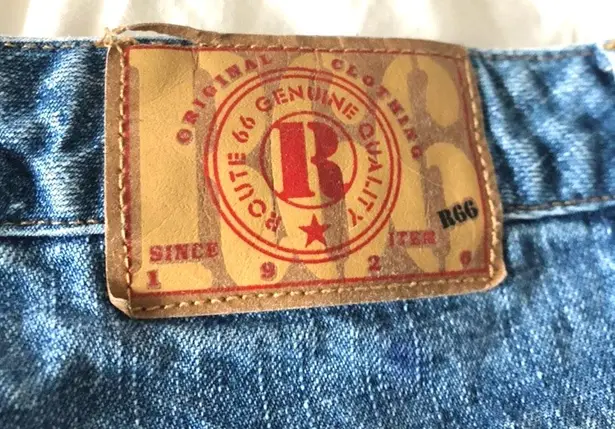 ORIGINAL CLOTHING
ROUTE 66 GENUINE QUALITY
R
R66
SINCE ITEM
1 9 2 6